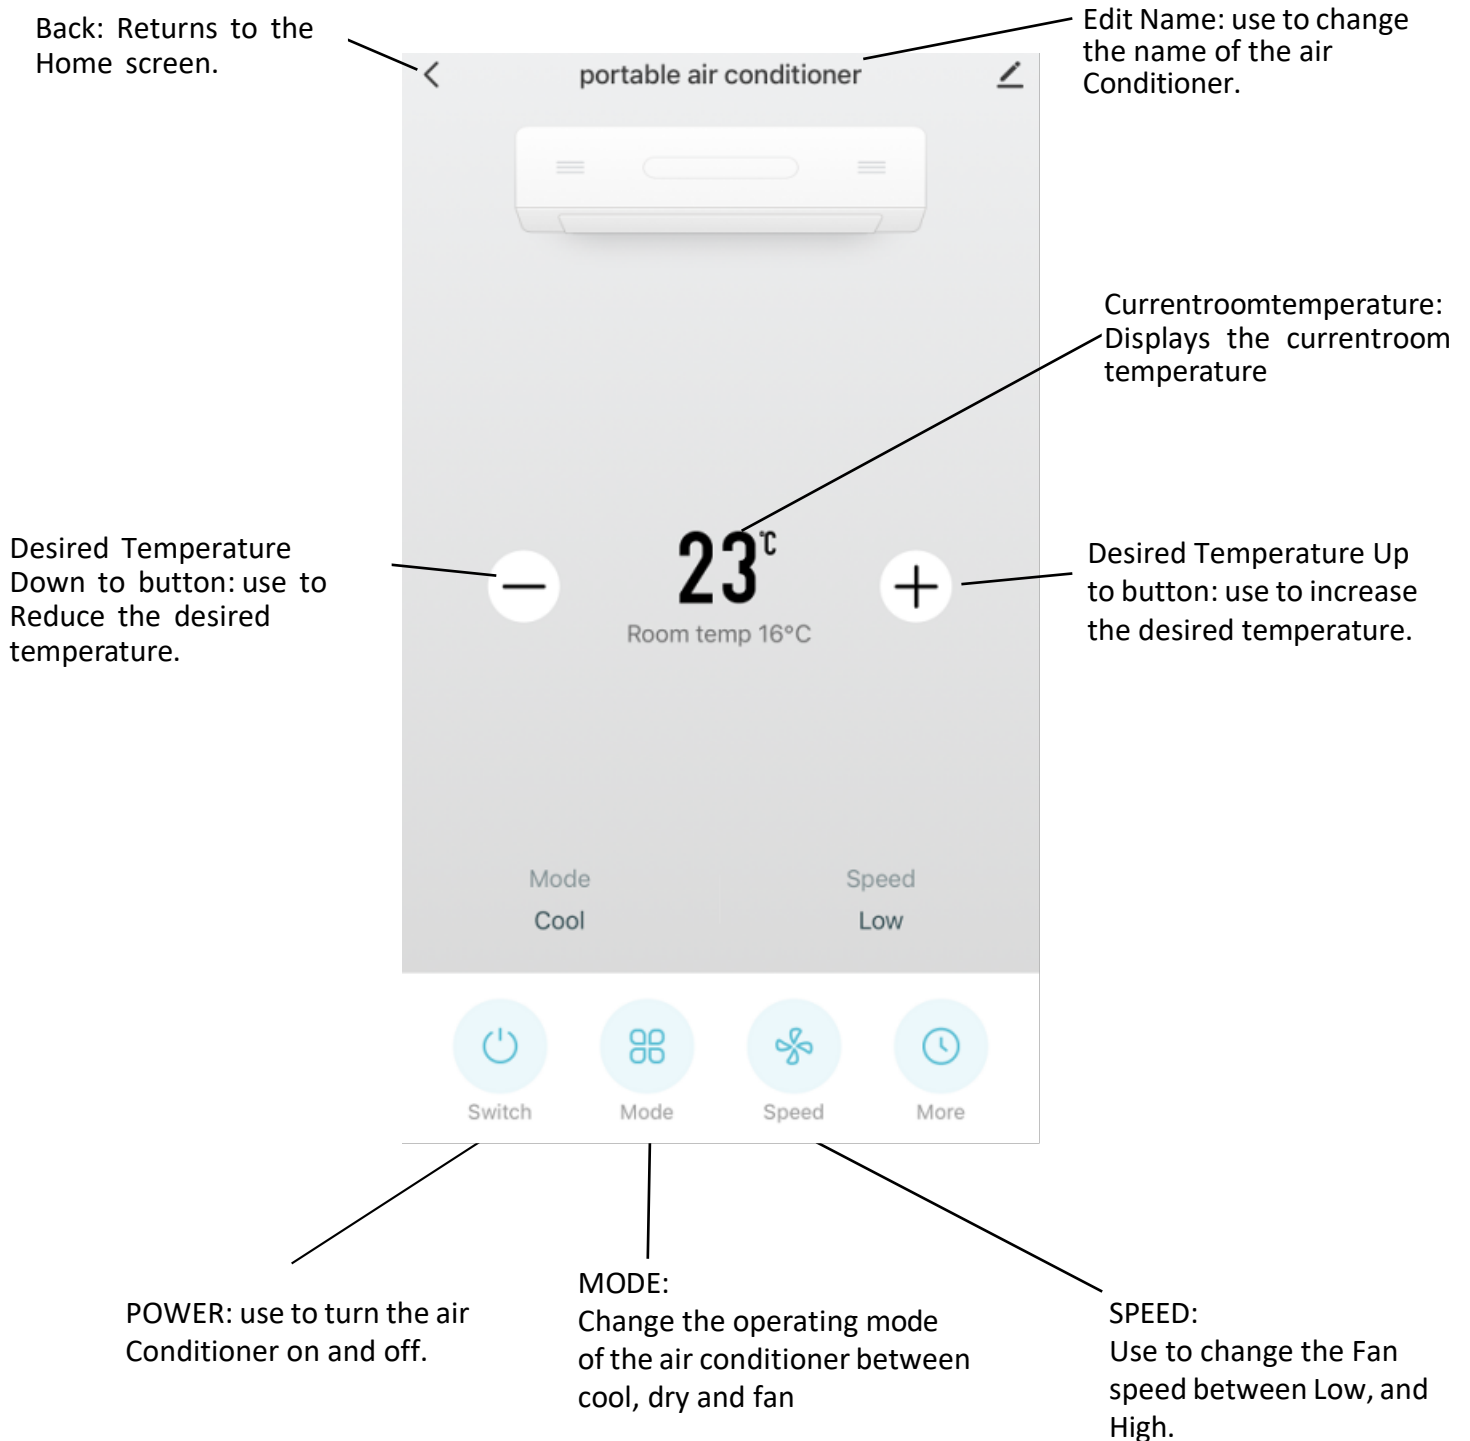 Back: Returns to the
Home screen.
Edit Name: use to change
the name of the air
Conditioner.
portable air conditioner
Currentroomtemperature:
Displays the currentroom
temperature
Desired Temperature
Down to button: use to
Reduce the desired
temperature.
23°C
Room temp 16°C
Desired Temperature Up
to button: use to increase
the desired temperature.
Mode
Cool
Speed
Low
Switch
Mode
Speed
More
POWER: use to turn the air
Conditioner on and off.
MODE:
Change the operating mode
of the air conditioner between
cool, dry and fan
SPEED:
Use to change the Fan
speed between Low, and
High.